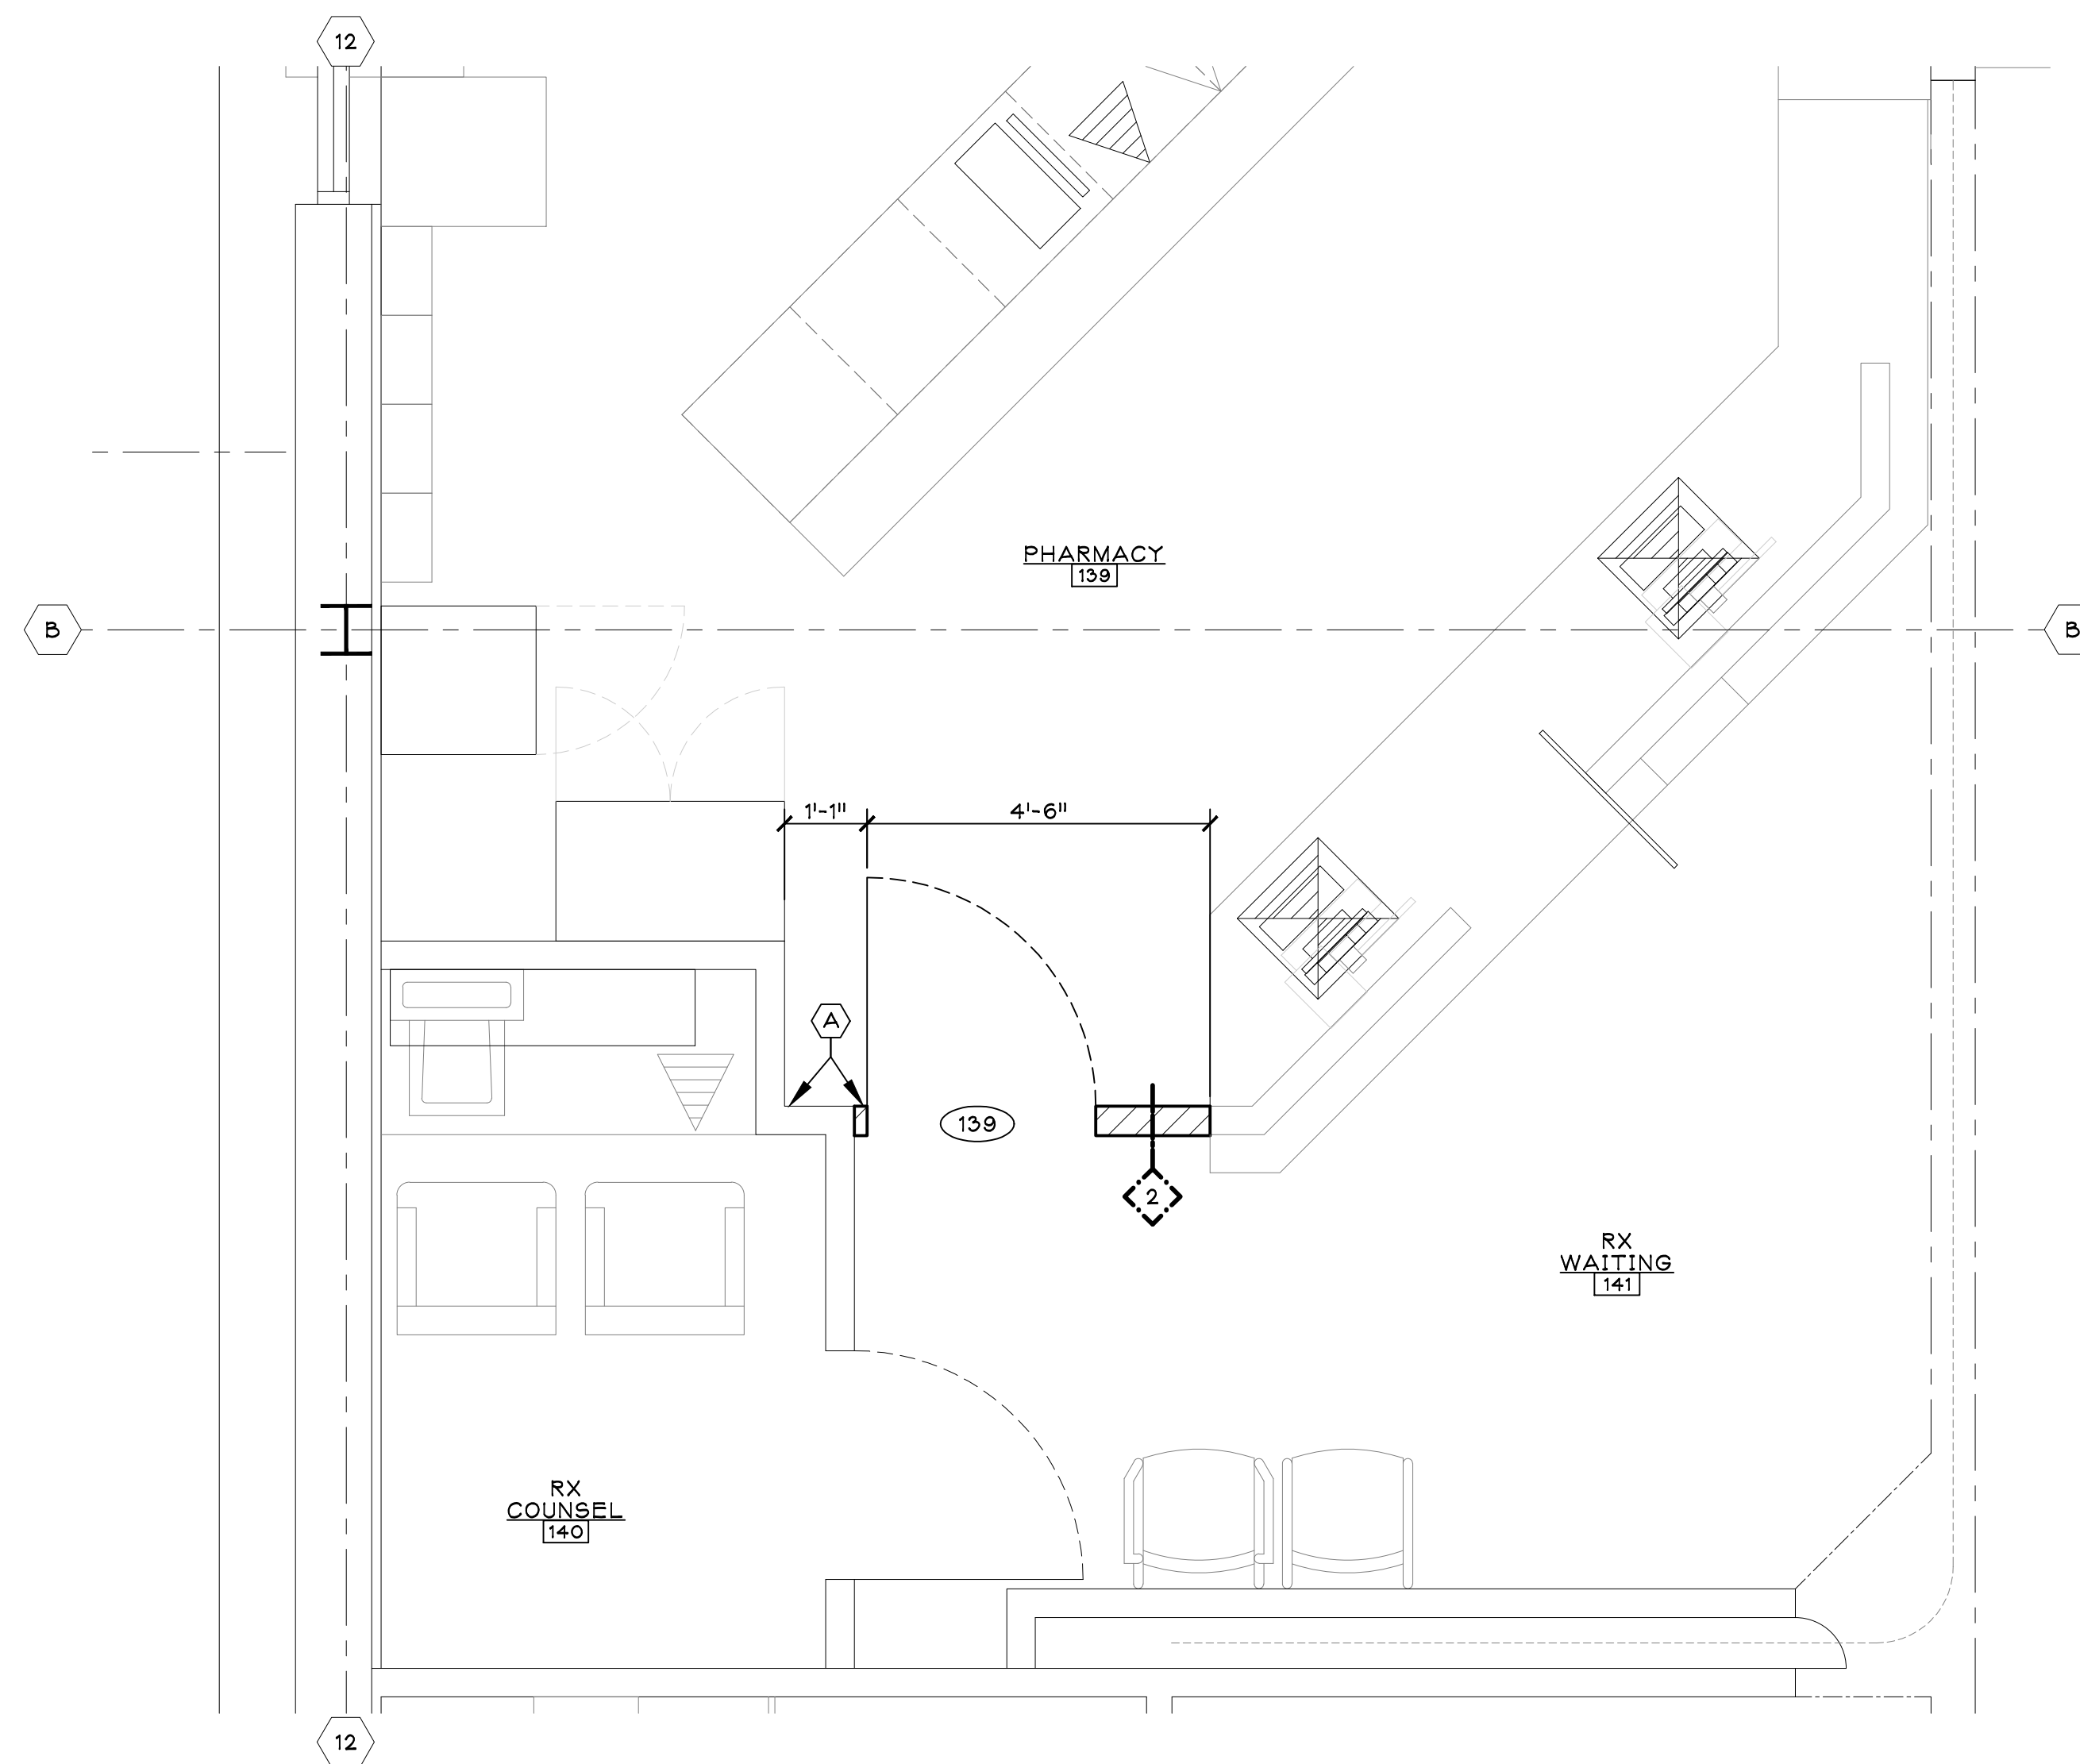 12
PHARMACY
139
B
B
1'-1"
4'-6"
A
139
2
RX
WAITING
141
RX
COUNSEL
140
12